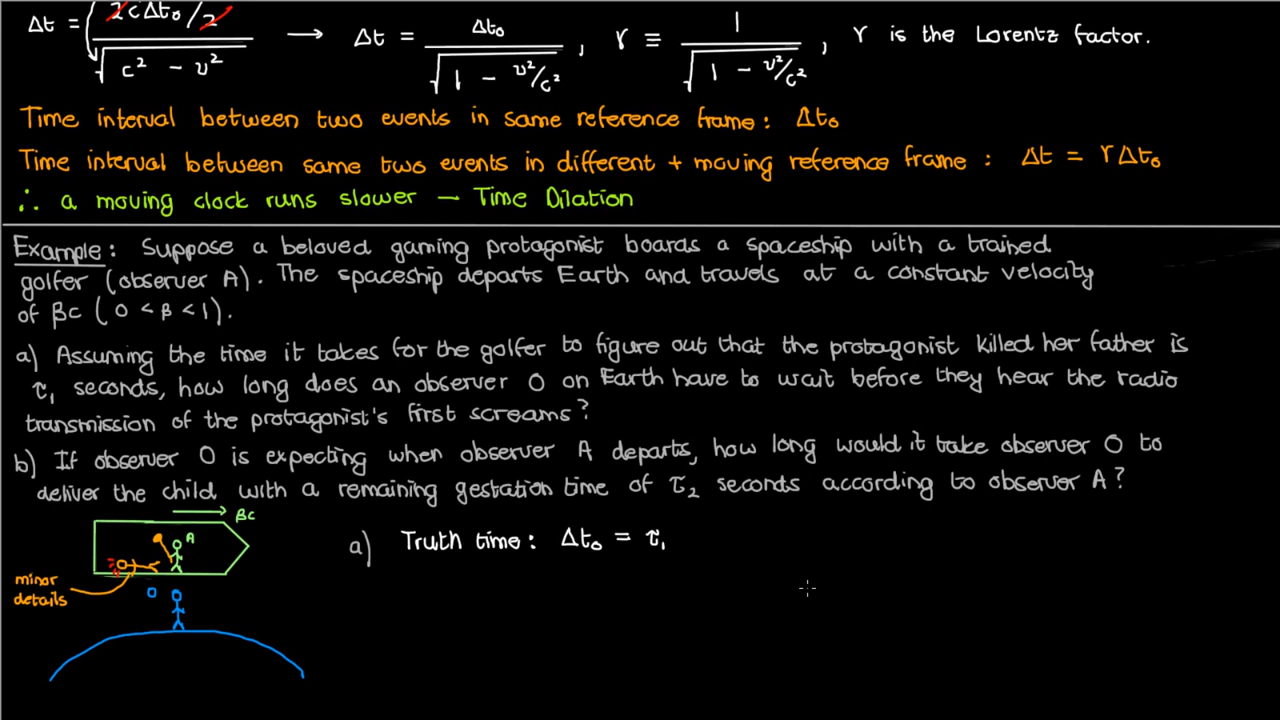 Δt = 2cΔt₀/2 / √(c² − v²) → Δt = Δt₀ / √(1 − v²/c²) , γ ≡ 1 / √(1 − v²/c²) , γ is the Lorentz factor.
Time interval between two events in same reference frame: Δt₀
Time interval between same two events in different + moving reference frame: Δt = γΔt₀
∴ a moving clock runs slower – Time Dilation
Example: Suppose a beloved gaming protagonist boards a spaceship with a trained
golfer (observer A). The spaceship departs Earth and travels at a constant velocity
of βc (0 < β < 1).
a) Assuming the time it takes for the golfer to figure out that the protagonist killed her father is
τ₁ seconds, how long does an observer O on Earth have to wait before they hear the radio
transmission of the protagonist's first screams?
b) If observer O is expecting when observer A departs, how long would it take observer O to
deliver the child with a remaining gestation time of τ₂ seconds according to observer A?
βc
A
minor
details
O
a) Truth time: Δt₀ = τ₁